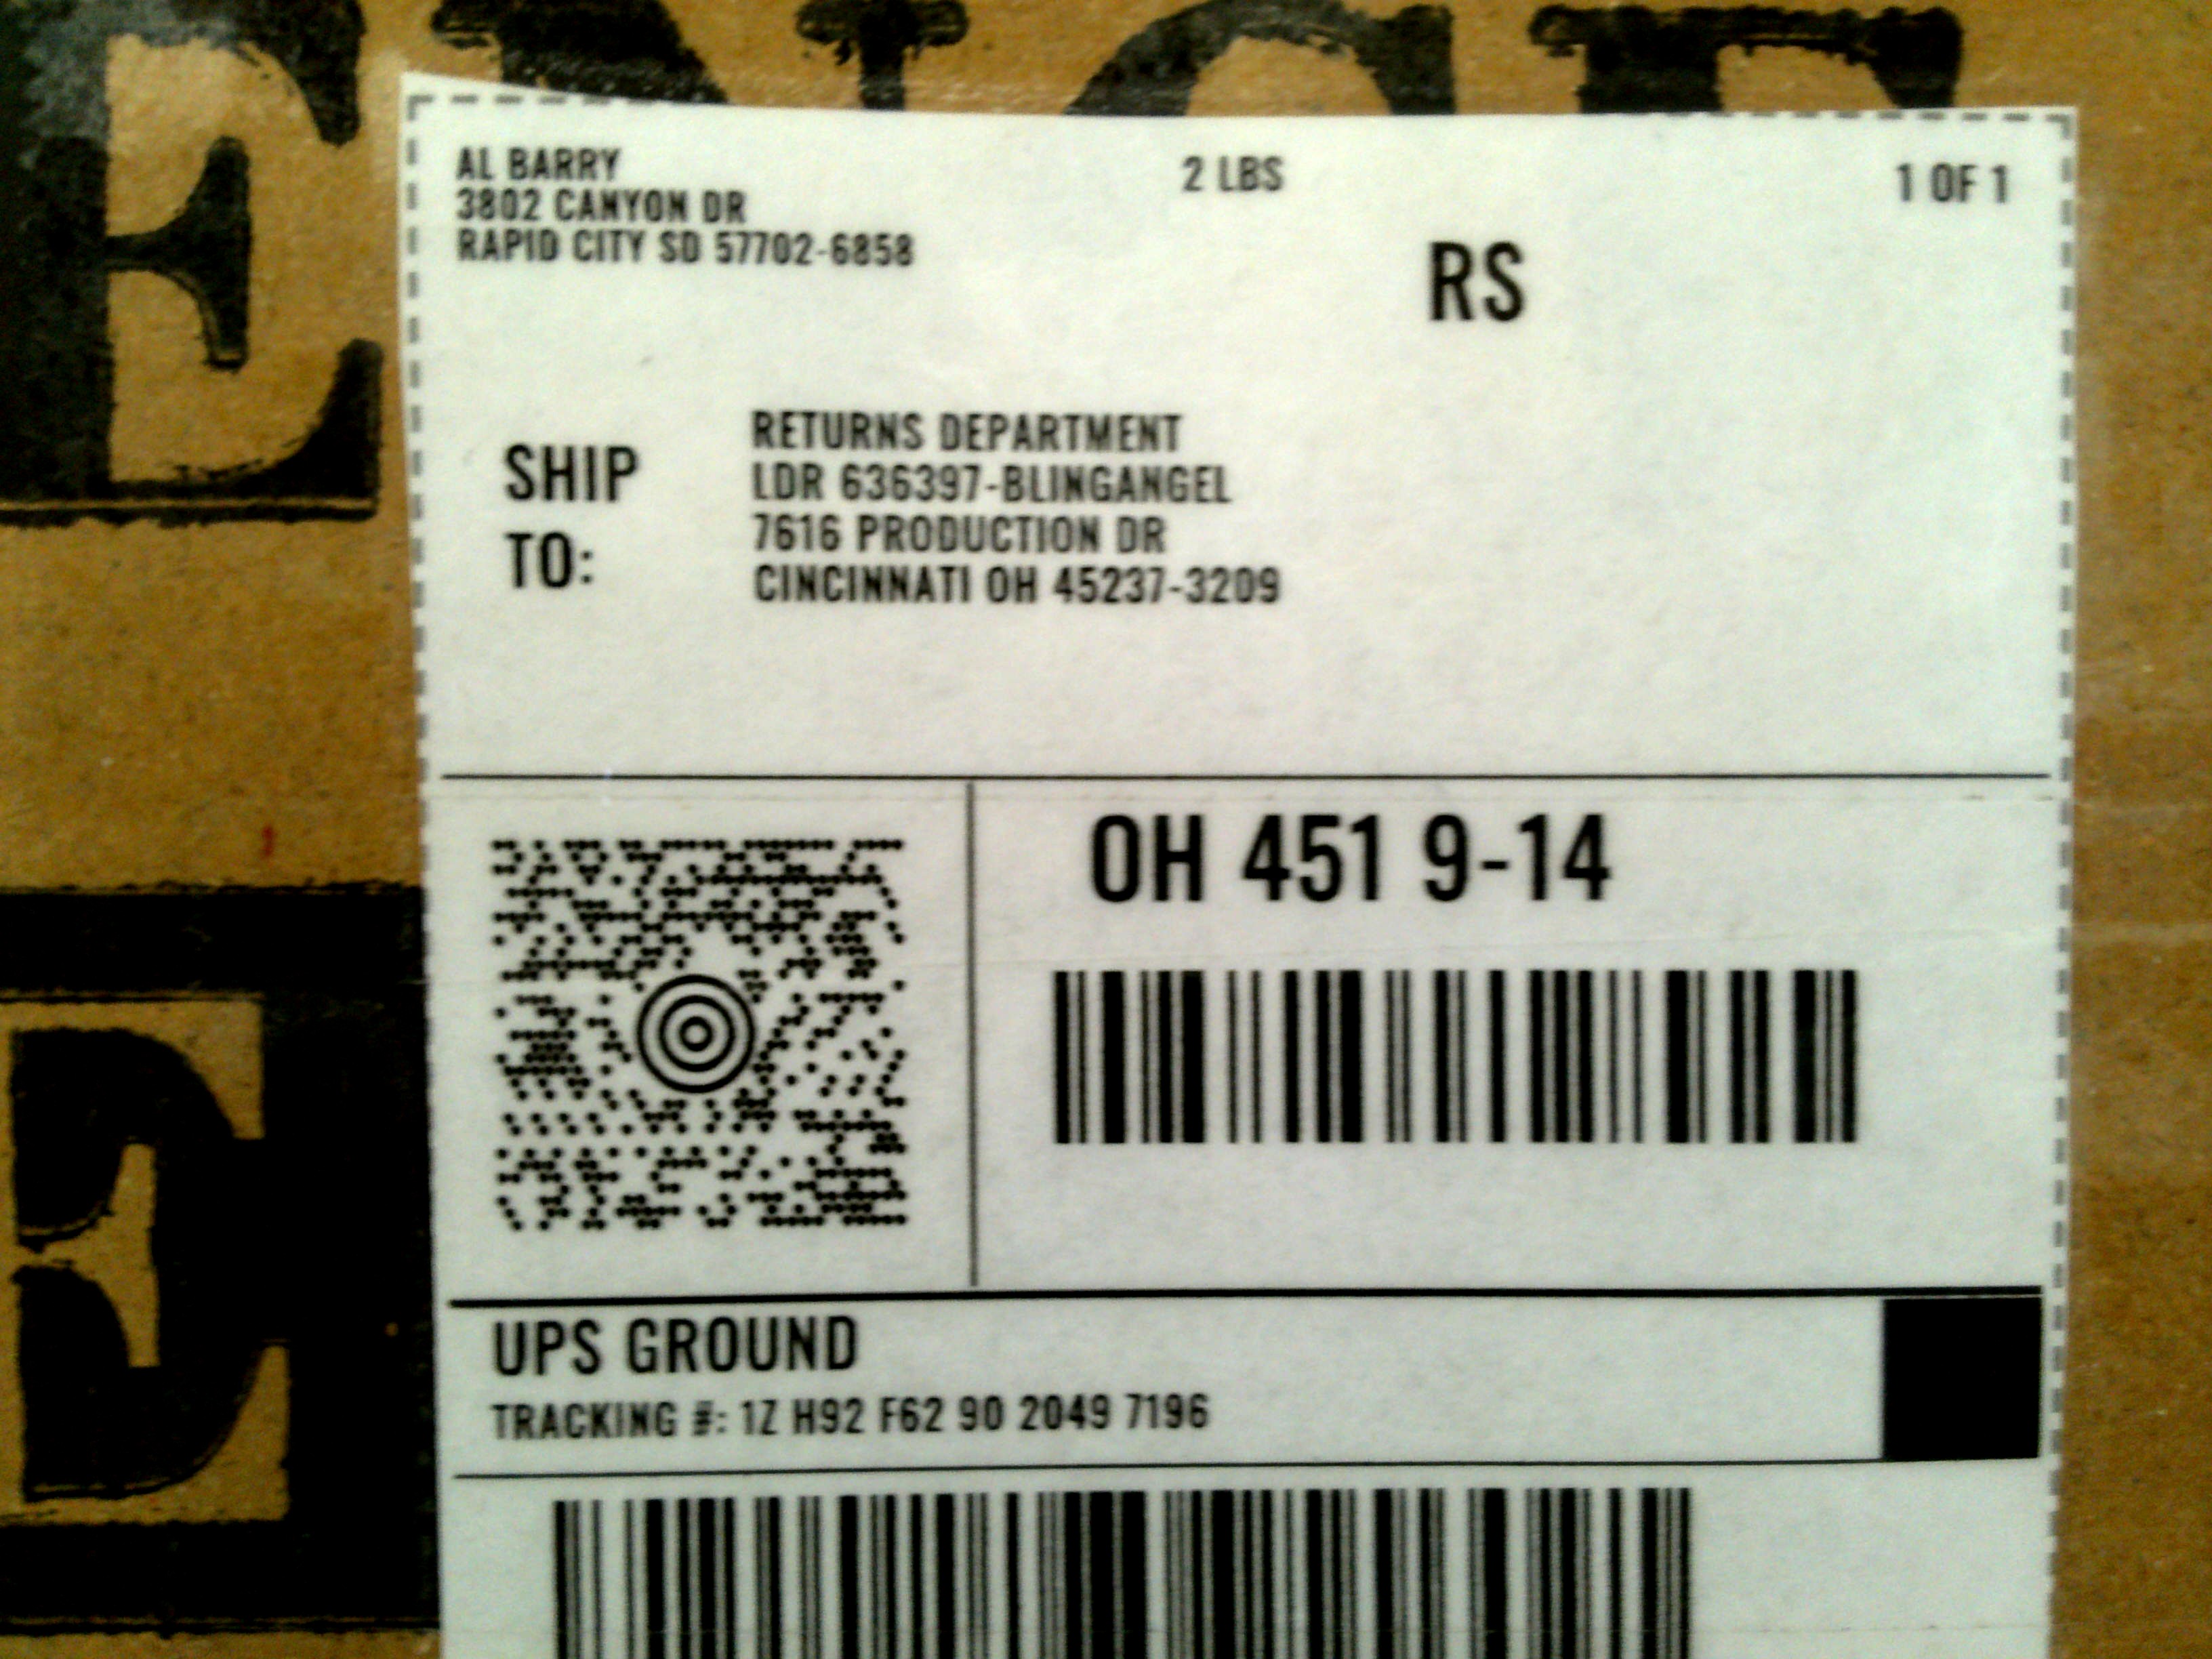 AL BARRY
3802 CANYON DR
RAPID CITY SD 57702-6858
2 LBS
1 OF 1
RS
SHIP
TO:
RETURNS DEPARTMENT
LDR 636397-BLINGANGEL
7616 PRODUCTION DR
CINCINNATI OH 45237-3209
OH 451 9-14
UPS GROUND
TRACKING #: 1Z H92 F62 90 2049 7196